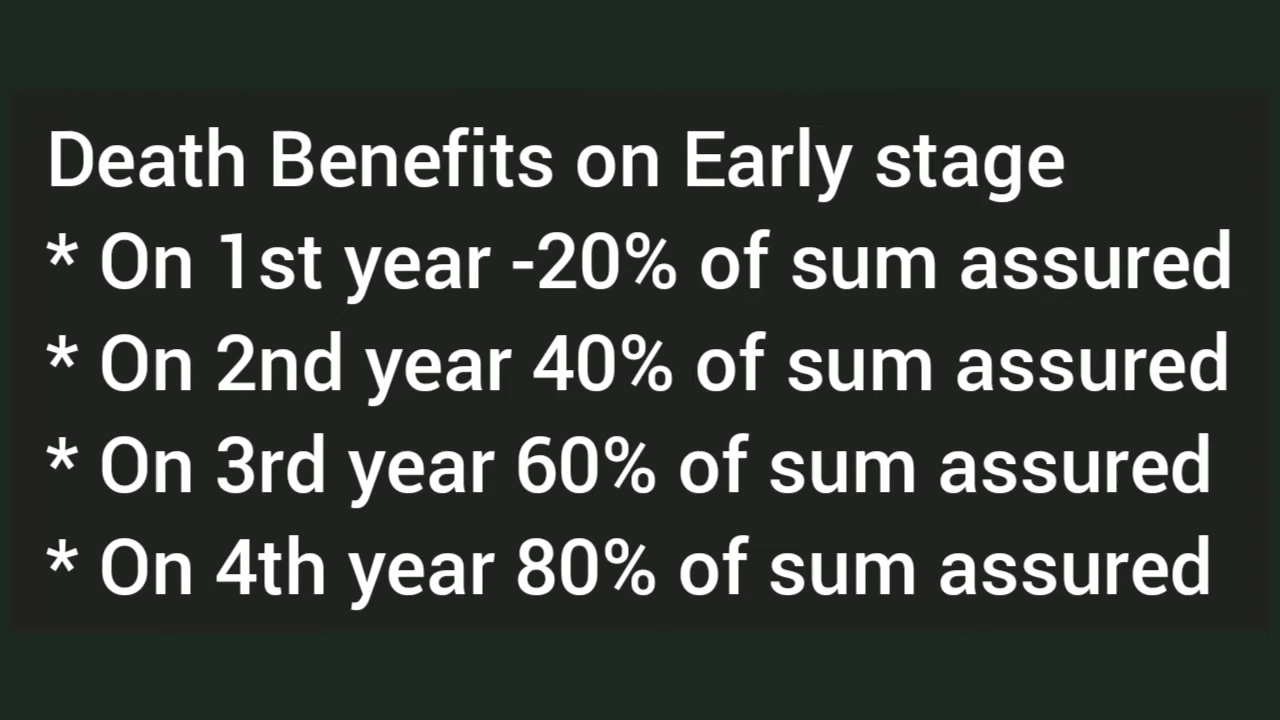 Death Benefits on Early stage
* On 1st year -20% of sum assured
* On 2nd year 40% of sum assured
* On 3rd year 60% of sum assured
* On 4th year 80% of sum assured